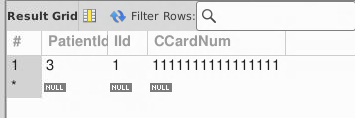 Result Grid Filter Rows:
# PatientId IId CCardNum
1 3 1 1111111111111111
* NULL NULL NULL